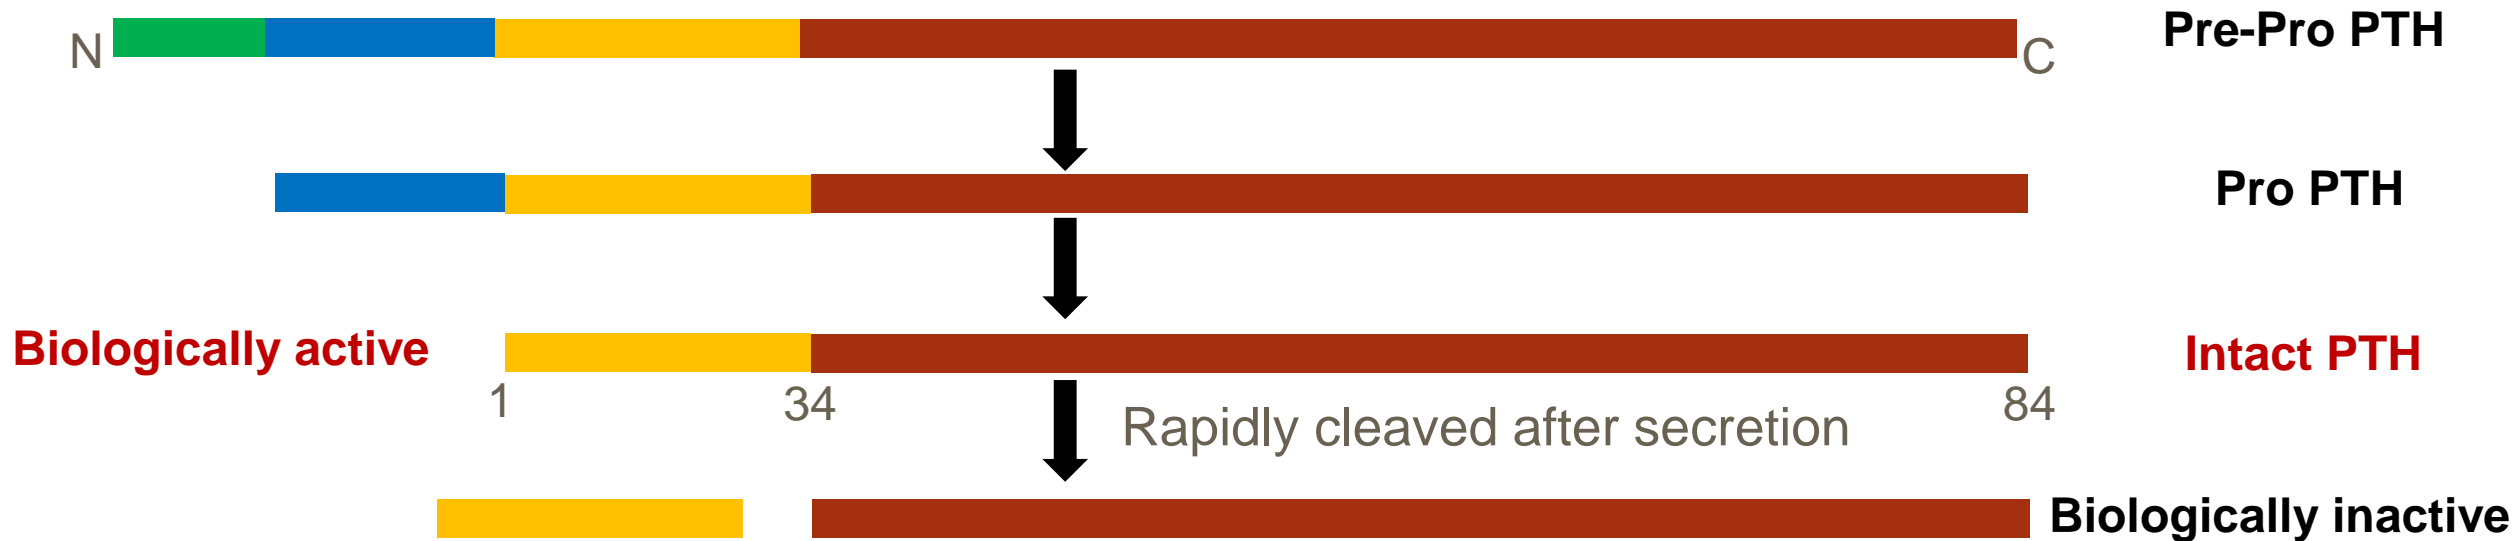 N
C
Pre-Pro PTH
Pro PTH
Biologically active
Intact PTH
1
34
84
Rapidly cleaved after secretion
Biologically inactive